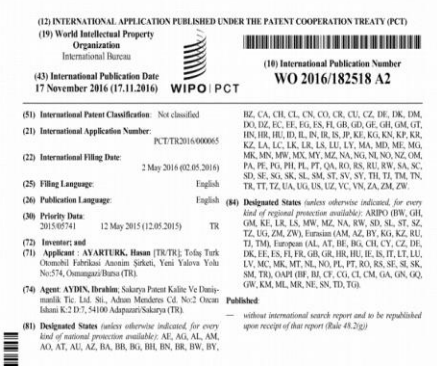 (12) INTERNATIONAL APPLICATION PUBLISHED UNDER THE PATENT COOPERATION TREATY (PCT)
(19) World Intellectual Property
Organization
International Bureau
(43) International Publication Date
17 November 2016 (17.11.2016)
WIPO | PCT
(10) International Publication Number
WO 2016/182518 A2
(51) International Patent Classification: Not classified
(21) International Application Number:
PCT/TR2016/000065
(22) International Filing Date:
2 May 2016 (02.05.2016)
(25) Filing Language: English
(26) Publication Language: English
(30) Priority Data:
2015/05741 12 May 2015 (12.05.2015) TR
(72) Inventor; and
(71) Applicant : AYARTURK, Hasan [TR/TR]; Tofaş Turk
Otomobil Fabrikasi Anonim Şirketi, Yeni Yalova Yolu
No:574, Osmangazi/Bursa (TR).
(74) Agent: AYDIN, Ibrahim; Sakarya Patent Kalite Ve Daniş-
manlik Tic. Ltd. Sti., Adnan Menderes Cd. No:2 Ozcan
Ishani K:2 D:7, 54100 Adapazari/Sakarya (TR).
(81) Designated States (unless otherwise indicated, for every
kind of national protection available): AE, AG, AL, AM,
AO, AT, AU, AZ, BA, BB, BG, BH, BN, BR, BW, BY,
BZ, CA, CH, CL, CN, CO, CR, CU, CZ, DE, DK, DM,
DO, DZ, EC, EE, EG, ES, FI, GB, GD, GE, GH, GM, GT,
HN, HR, HU, ID, IL, IN, IR, IS, JP, KE, KG, KN, KP, KR,
KZ, LA, LC, LK, LR, LS, LU, LY, MA, MD, ME, MG,
MK, MN, MW, MX, MY, MZ, NA, NG, NI, NO, NZ, OM,
PA, PE, PG, PH, PL, PT, QA, RO, RS, RU, RW, SA, SC,
SD, SE, SG, SK, SL, SM, ST, SV, SY, TH, TJ, TM, TN,
TR, TT, TZ, UA, UG, US, UZ, VC, VN, ZA, ZM, ZW.
(84) Designated States (unless otherwise indicated, for every
kind of regional protection available): ARIPO (BW, GH,
GM, KE, LR, LS, MW, MZ, NA, RW, SD, SL, ST, SZ,
TZ, UG, ZM, ZW), Eurasian (AM, AZ, BY, KG, KZ, RU,
TJ, TM), European (AL, AT, BE, BG, CH, CY, CZ, DE,
DK, EE, ES, FI, FR, GB, GR, HR, HU, IE, IS, IT, LT, LU,
LV, MC, MK, MT, NL, NO, PL, PT, RO, RS, SE, SI, SK,
SM, TR), OAPI (BF, BJ, CF, CG, CI, CM, GA, GN, GQ,
GW, KM, ML, MR, NE, SN, TD, TG).
Published:
— without international search report and to be republished
upon receipt of that report (Rule 48.2(g))